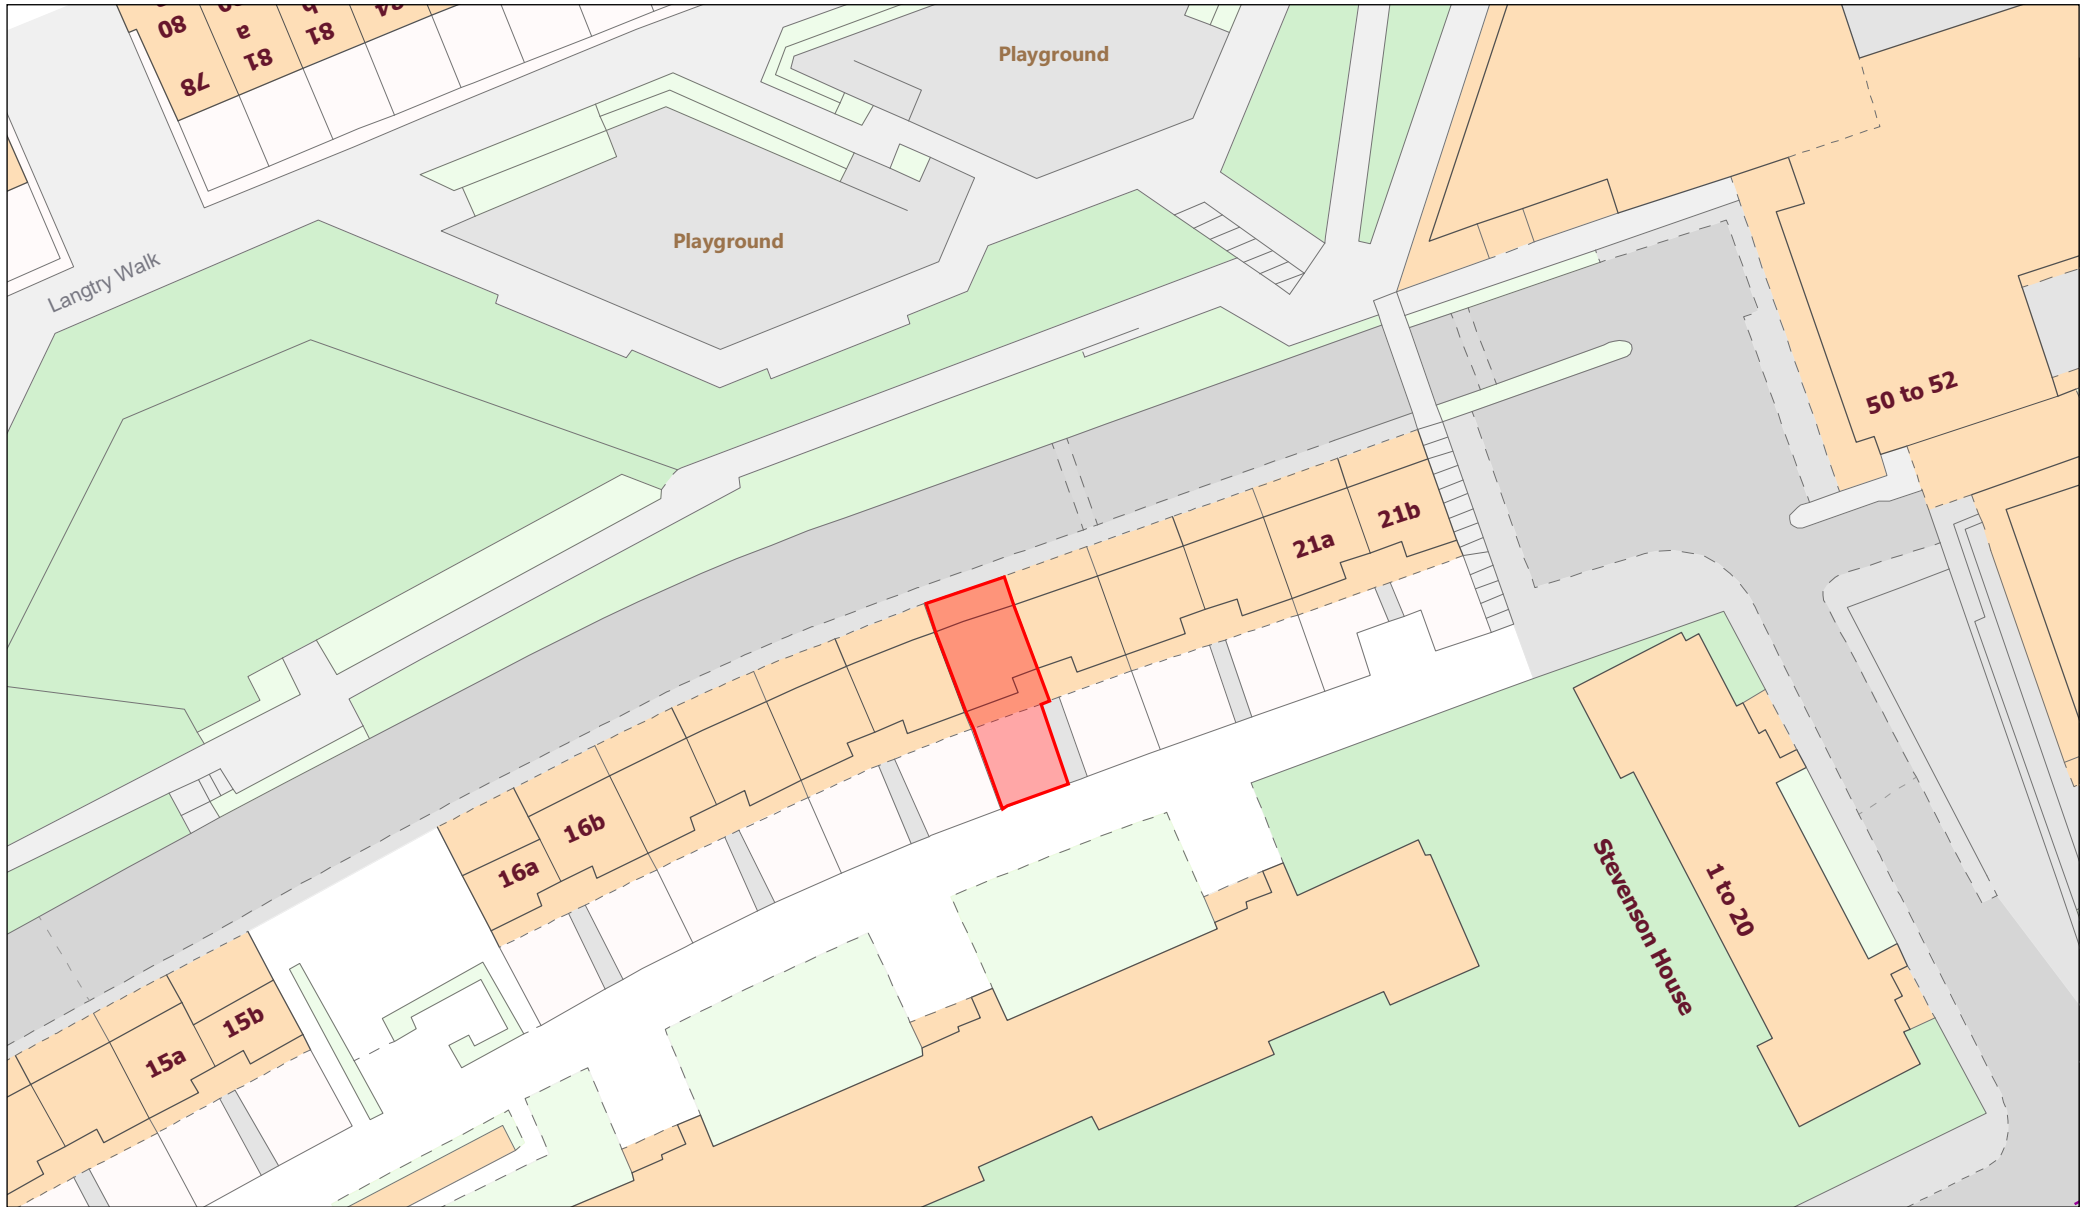 80
81
a
81
78
Playground
Playground
Langtry Walk
50 to 52
21b
21a
16b
16a
15b
15a
Stevenson House
1 to 20